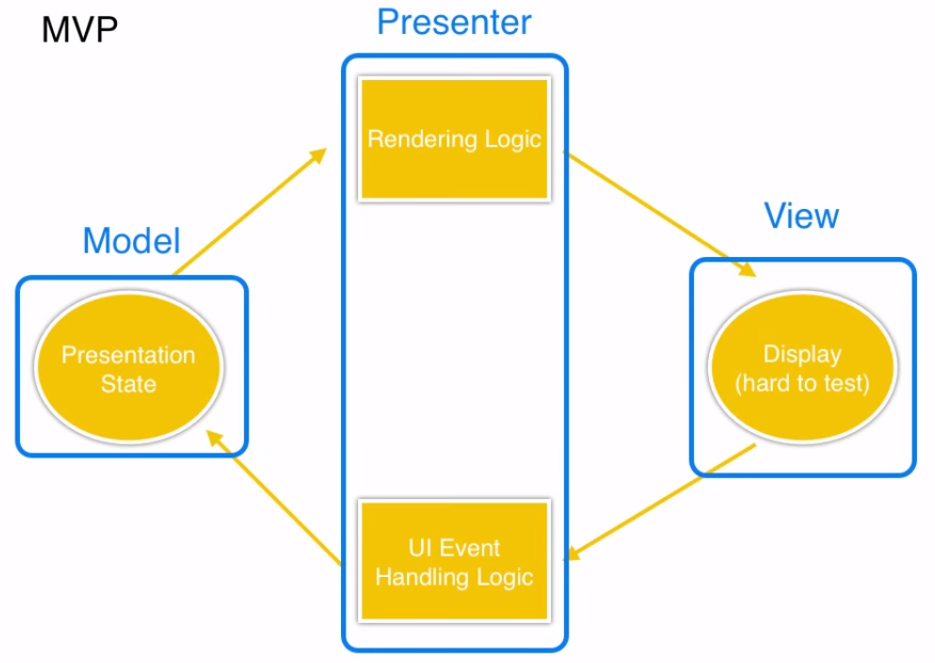 MVP
Presenter
Rendering Logic
View
Model
Presentation
State
Display
(hard to test)
UI Event
Handling Logic